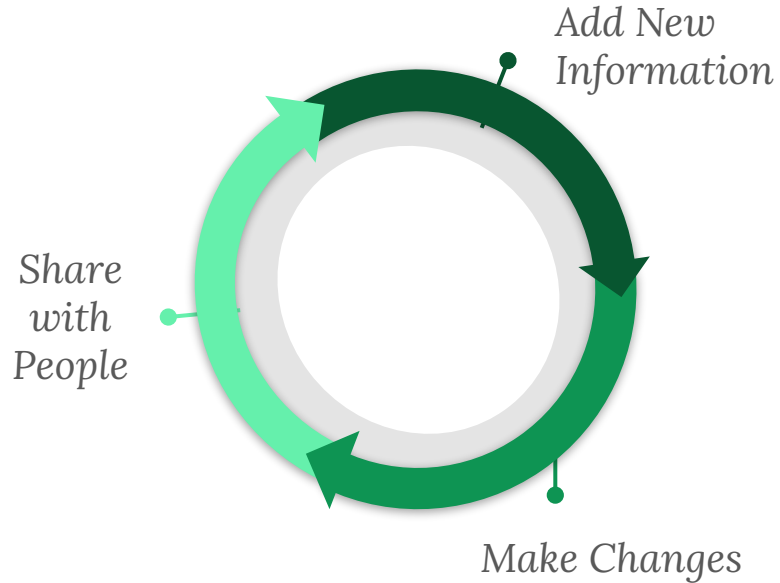 Add New
Information
Share
with
People
Make Changes